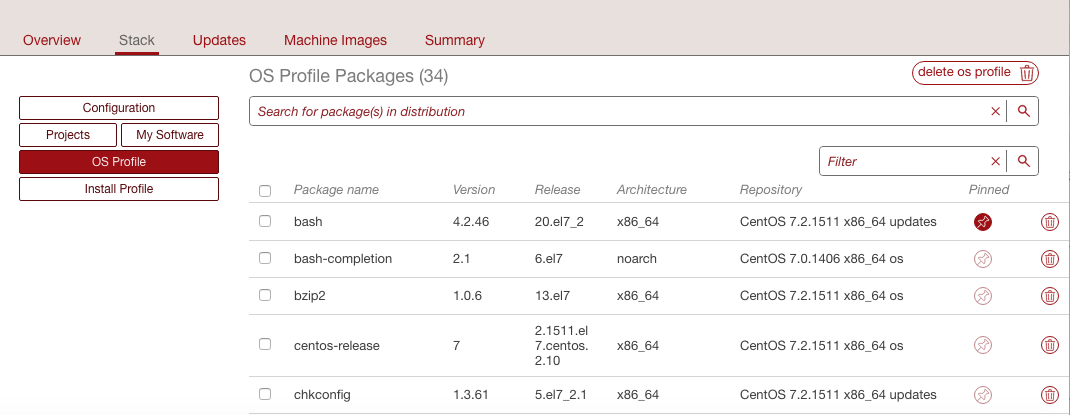 Overview Stack Updates Machine Images Summary
OS Profile Packages (34) delete os profile
Configuration
Search for package(s) in distribution
Projects My Software
OS Profile
Filter
Install Profile
Package name Version Release Architecture Repository Pinned
bash 4.2.46 20.el7_2 x86_64 CentOS 7.2.1511 x86_64 updates
bash-completion 2.1 6.el7 noarch CentOS 7.0.1406 x86_64 os
bzip2 1.0.6 13.el7 x86_64 CentOS 7.2.1511 x86_64 os
centos-release 7 2.1511.el
7.centos.
2.10 x86_64 CentOS 7.2.1511 x86_64 os
chkconfig 1.3.61 5.el7_2.1 x86_64 CentOS 7.2.1511 x86_64 updates